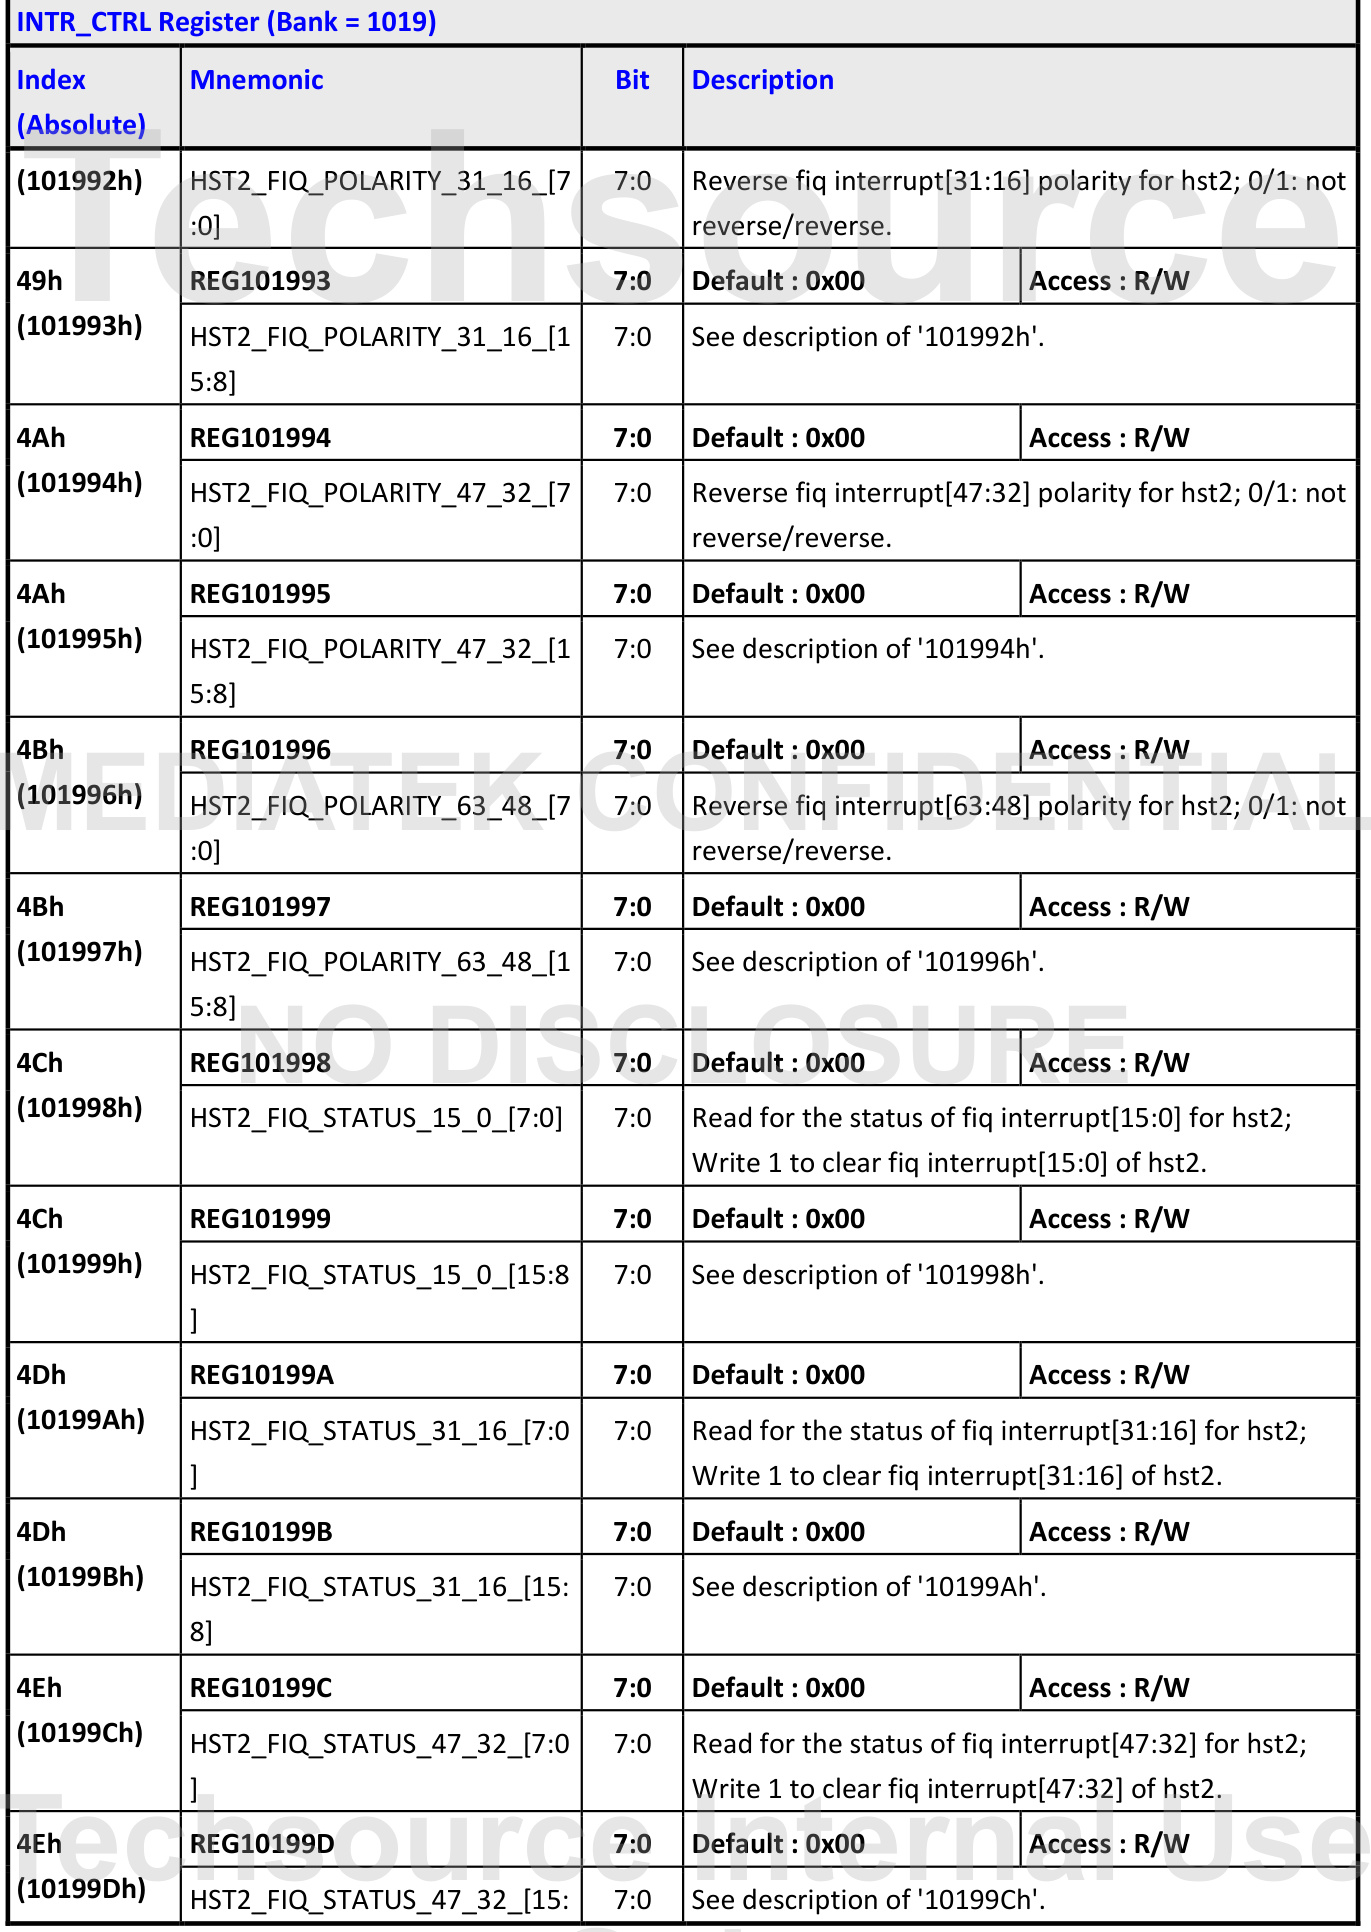 INTR_CTRL Register (Bank = 1019)
Index (Absolute) Mnemonic Bit Description
(101992h) HST2_FIQ_POLARITY_31_16_[7 7:0 Reverse fiq interrupt[31:16] polarity for hst2; 0/1: not
:0] reverse/reverse.
49h REG101993 7:0 Default : 0x00 Access : R/W
(101993h) HST2_FIQ_POLARITY_31_16_[1 7:0 See description of '101992h'.
5:8]
4Ah REG101994 7:0 Default : 0x00 Access : R/W
(101994h) HST2_FIQ_POLARITY_47_32_[7 7:0 Reverse fiq interrupt[47:32] polarity for hst2; 0/1: not
:0] reverse/reverse.
4Ah REG101995 7:0 Default : 0x00 Access : R/W
(101995h) HST2_FIQ_POLARITY_47_32_[1 7:0 See description of '101994h'.
5:8]
4Bh REG101996 7:0 Default : 0x00 Access : R/W
(101996h) HST2_FIQ_POLARITY_63_48_[7 7:0 Reverse fiq interrupt[63:48] polarity for hst2; 0/1: not
:0] reverse/reverse.
4Bh REG101997 7:0 Default : 0x00 Access : R/W
(101997h) HST2_FIQ_POLARITY_63_48_[1 7:0 See description of '101996h'.
5:8]
4Ch REG101998 7:0 Default : 0x00 Access : R/W
(101998h) HST2_FIQ_STATUS_15_0_[7:0] 7:0 Read for the status of fiq interrupt[15:0] for hst2;
Write 1 to clear fiq interrupt[15:0] of hst2.
4Ch REG101999 7:0 Default : 0x00 Access : R/W
(101999h) HST2_FIQ_STATUS_15_0_[15:8 7:0 See description of '101998h'.
]
4Dh REG10199A 7:0 Default : 0x00 Access : R/W
(10199Ah) HST2_FIQ_STATUS_31_16_[7:0 7:0 Read for the status of fiq interrupt[31:16] for hst2;
] Write 1 to clear fiq interrupt[31:16] of hst2.
4Dh REG10199B 7:0 Default : 0x00 Access : R/W
(10199Bh) HST2_FIQ_STATUS_31_16_[15: 7:0 See description of '10199Ah'.
8]
4Eh REG10199C 7:0 Default : 0x00 Access : R/W
(10199Ch) HST2_FIQ_STATUS_47_32_[7:0 7:0 Read for the status of fiq interrupt[47:32] for hst2;
] Write 1 to clear fiq interrupt[47:32] of hst2.
4Eh REG10199D 7:0 Default : 0x00 Access : R/W
(10199Dh) HST2_FIQ_STATUS_47_32_[15: 7:0 See description of '10199Ch'.
Techsource
MEDIATEK CONFIDENTIAL
NO DISCLOSURE
Techsource Internal Use